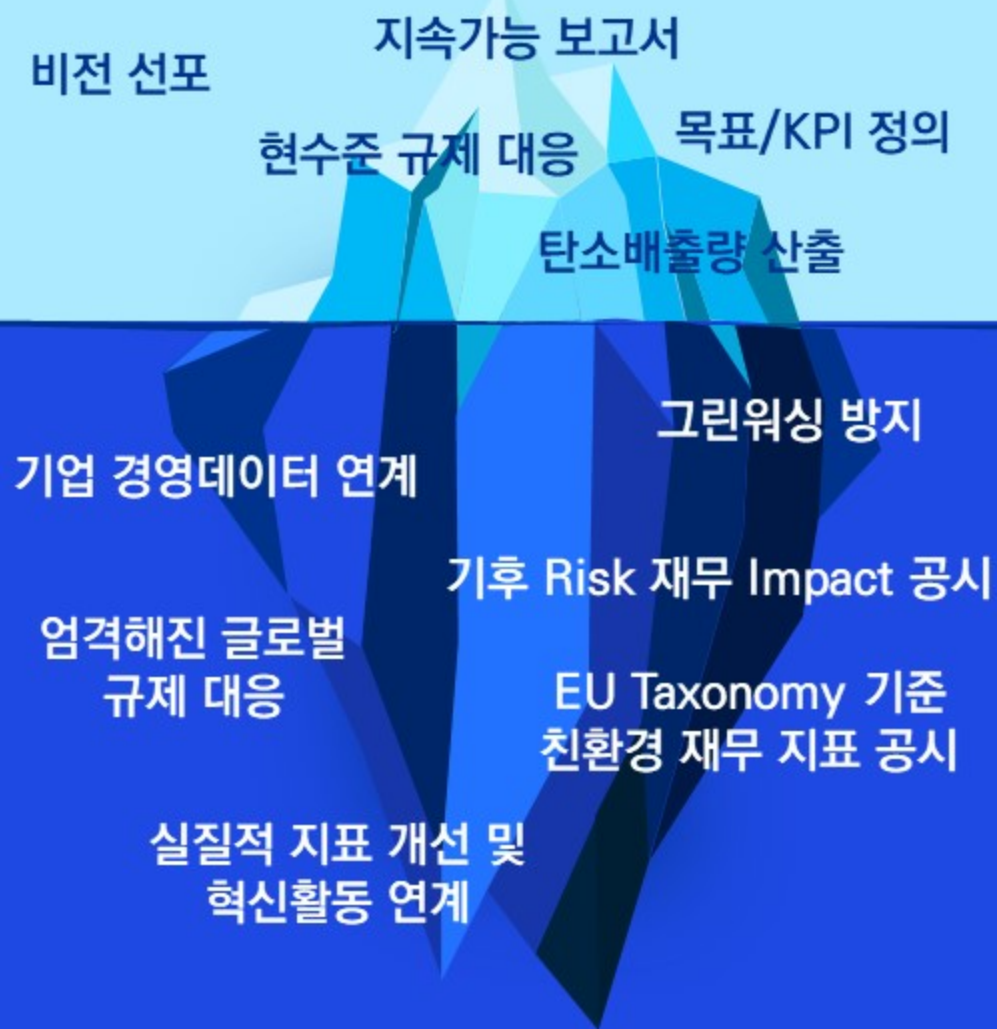 지속가능 보고서
비전 선포
목표/KPI 정의
현수준 규제 대응
탄소배출량 산출
그린워싱 방지
기업 경영데이터 연계
기후 Risk 재무 Impact 공시
엄격해진 글로벌
규제 대응
EU Taxonomy 기준
친환경 재무 지표 공시
실질적 지표 개선 및
혁신활동 연계